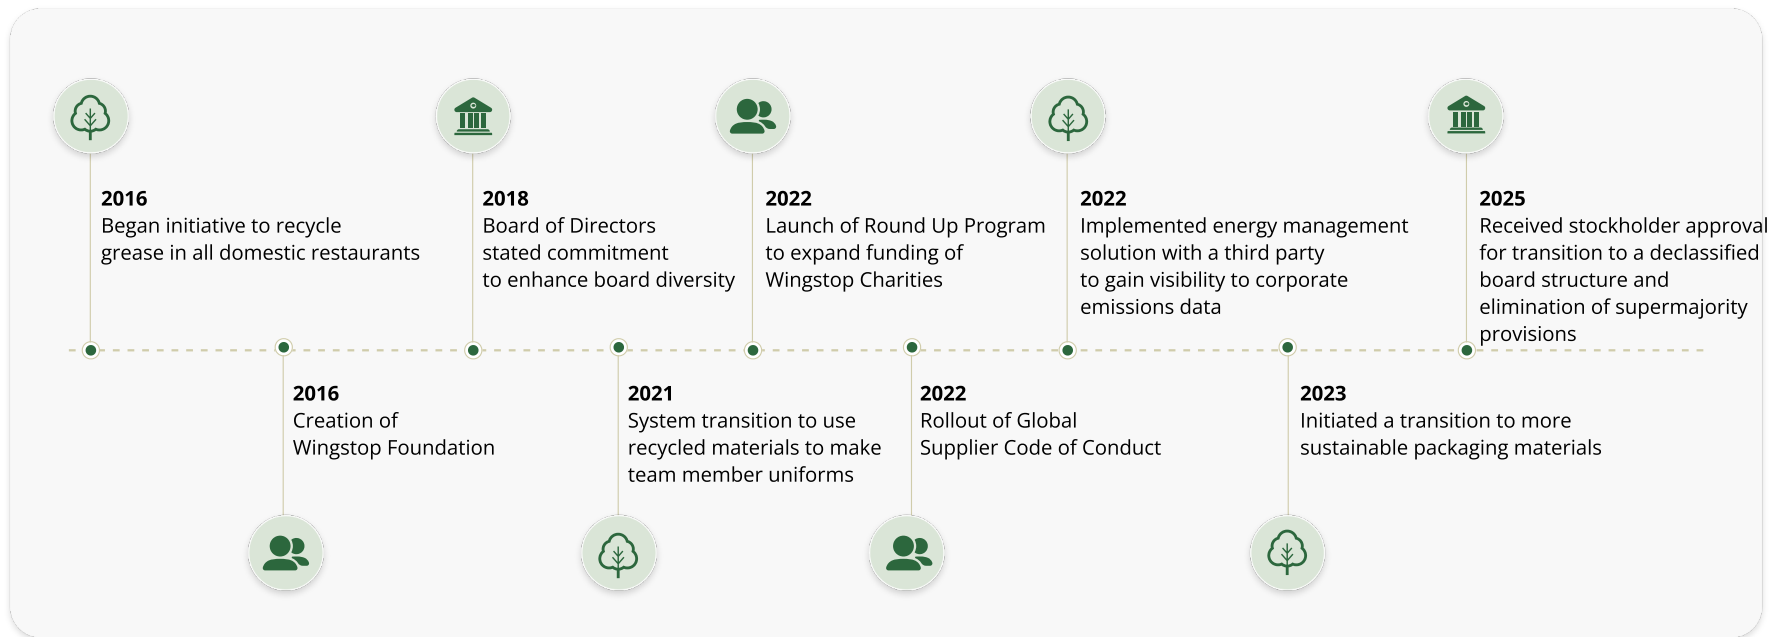 2016
Began initiative to recycle
grease in all domestic restaurants
2018
Board of Directors
stated commitment
to enhance board diversity
2022
Launch of Round Up Program
to expand funding of
Wingstop Charities
2022
Implemented energy management
solution with a third party
to gain visibility to corporate
emissions data
2025
Received stockholder approval
for transition to a declassified
board structure and
elimination of supermajority
provisions
2016
Creation of
Wingstop Foundation
2021
System transition to use
recycled materials to make
team member uniforms
2022
Rollout of Global
Supplier Code of Conduct
2023
Initiated a transition to more
sustainable packaging materials